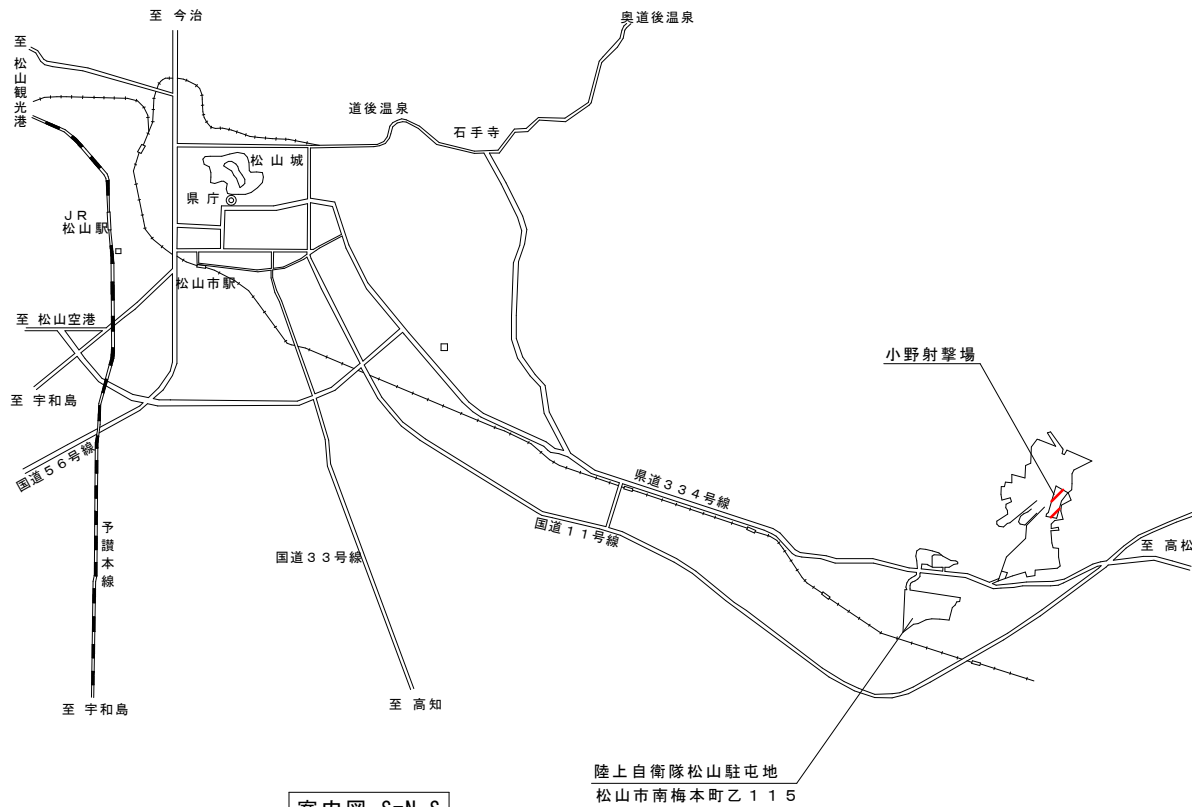 至 今治
奥道後温泉
至 松山観光港
道後温泉
石手寺
松山城
県庁
JR
松山駅
松山市駅
至 松山空港
小野射撃場
至 宇和島
国道56号線
県道334号線
国道11号線
至 高松
予讃本線
国道33号線
至 宇和島
至 高知
陸上自衛隊松山駐屯地
松山市南梅本町乙115
案内図 S=N.S